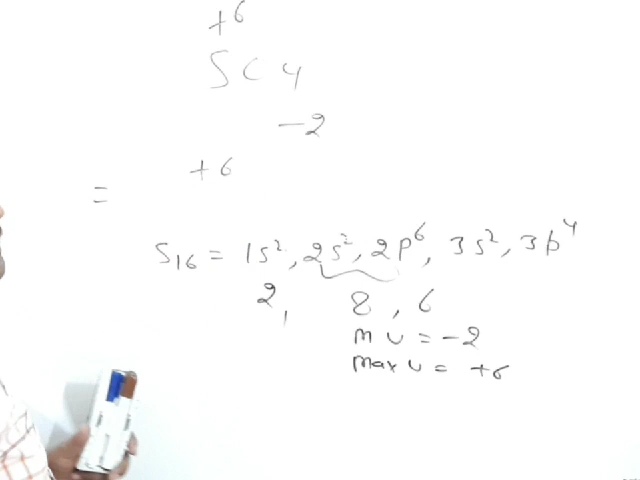 +6
SC4
-2
= +6
S16 = 1s², 2s², 2p⁶, 3s², 3p⁴
2, 8, 6
m v = -2
max v = +6